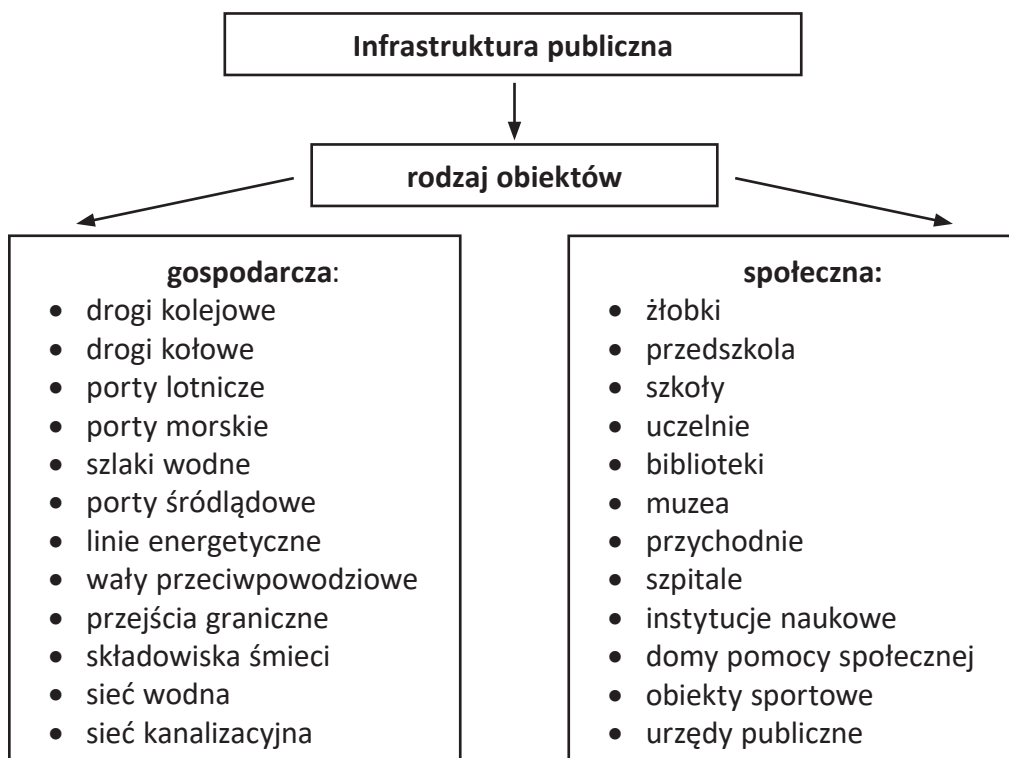 Infrastruktura publiczna
rodzaj obiektów
gospodarcza:
• drogi kolejowe
• drogi kołowe
• porty lotnicze
• porty morskie
• szlaki wodne
• porty śródlądowe
• linie energetyczne
• wały przeciwpowodziowe
• przejścia graniczne
• składowiska śmieci
• sieć wodna
• sieć kanalizacyjna
społeczna:
• żłobki
• przedszkola
• szkoły
• uczelnie
• biblioteki
• muzea
• przychodnie
• szpitale
• instytucje naukowe
• domy pomocy społecznej
• obiekty sportowe
• urzędy publiczne